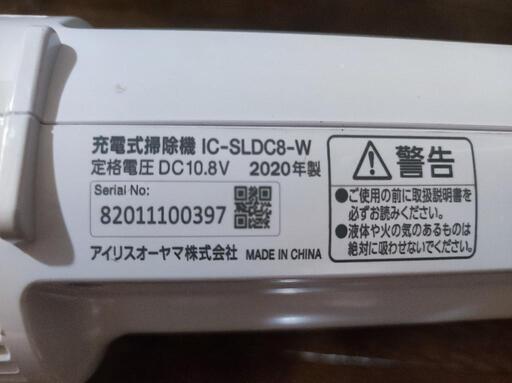 充電式掃除機 IC-SLDC8-W
定格電圧 DC10.8V 2020年製
Serial No:
82011100397
アイリスオーヤマ株式会社 MADE IN CHINA
警告
●ご使用の前に取扱説明書を
必ずお読みください。
●液体や火の気のあるものは
絶対に吸わせないでください。